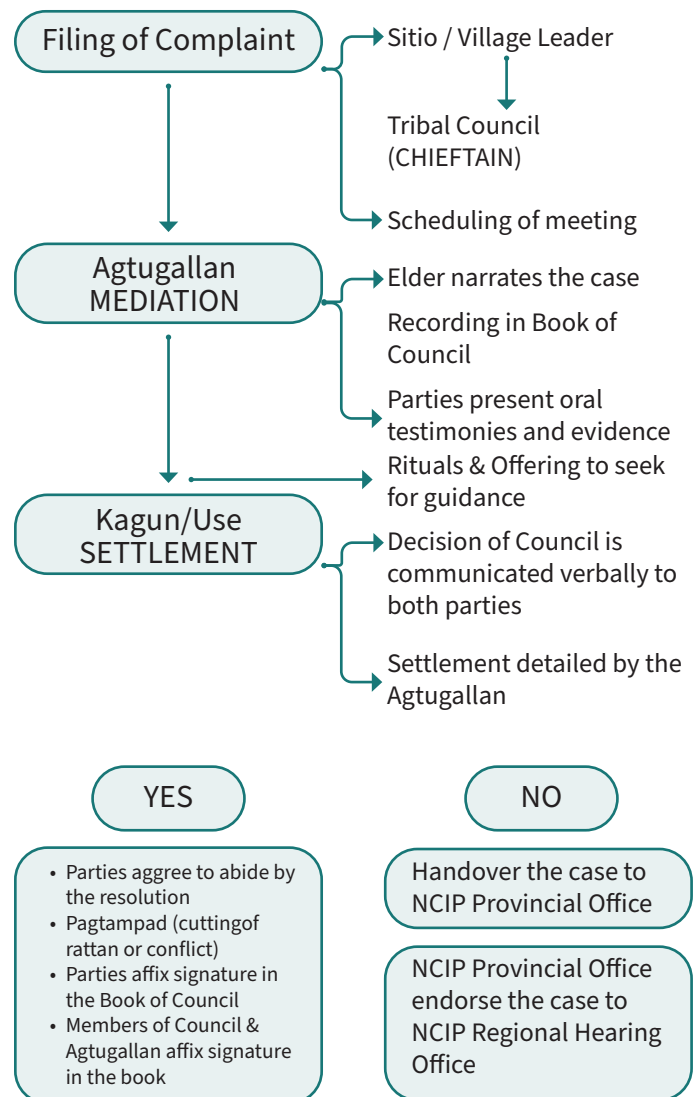 Filing of Complaint
Sitio / Village Leader
Tribal Council
(CHIEFTAIN)
Scheduling of meeting
Agtugallan
MEDIATION
Elder narrates the case
Recording in Book of
Council
Parties present oral
testimonies and evidence
Rituals & Offering to seek
for guidance
Kagun/Use
SETTLEMENT
Decision of Council is
communicated verbally to
both parties
Settlement detailed by the
Agtugallan
YES
• Parties aggree to abide by
the resolution
• Pagtampad (cuttingof
rattan or conflict)
• Parties affix signature in
the Book of Council
• Members of Council &
Agtugallan affix signature
in the book
NO
Handover the case to
NCIP Provincial Office
NCIP Provincial Office
endorse the case to
NCIP Regional Hearing
Office